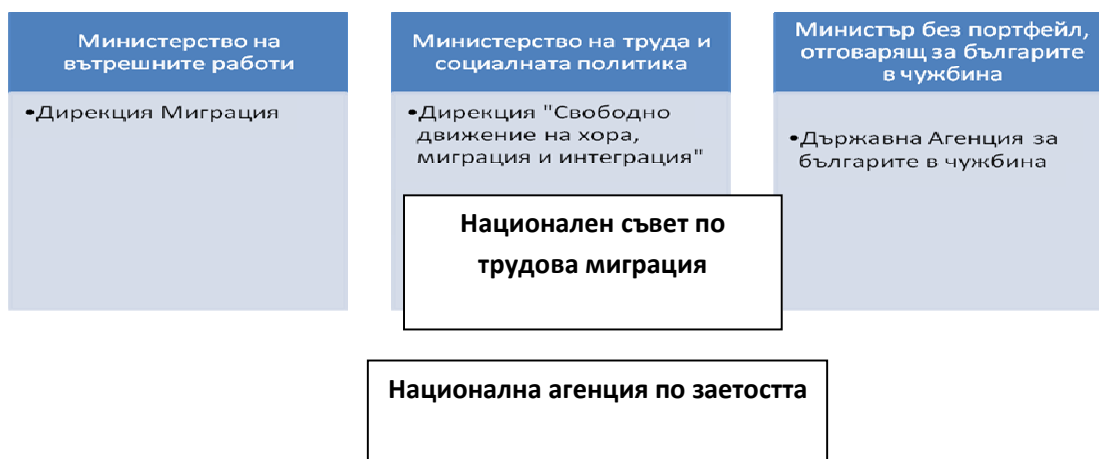 Министерство на
вътрешните работи
•Дирекция Миграция
Министерство на труда и
социалната политика
•Дирекция "Свободно
движение на хора,
миграция и интеграция"
Министър без портфейл,
отговарящ за българите
в чужбина
•Държавна Агенция за
българите в чужбина
Национален съвет по
трудова миграция
Национална агенция по заетостта